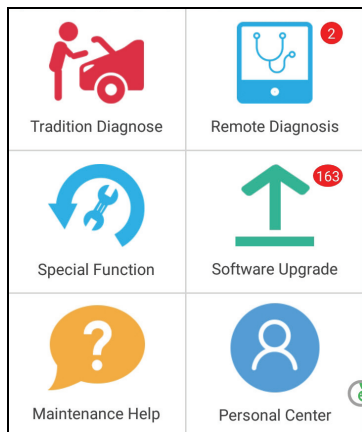 2
Tradition Diagnose
Remote Diagnosis
163
Special Function
Software Upgrade
?
Maintenance Help
Personal Center